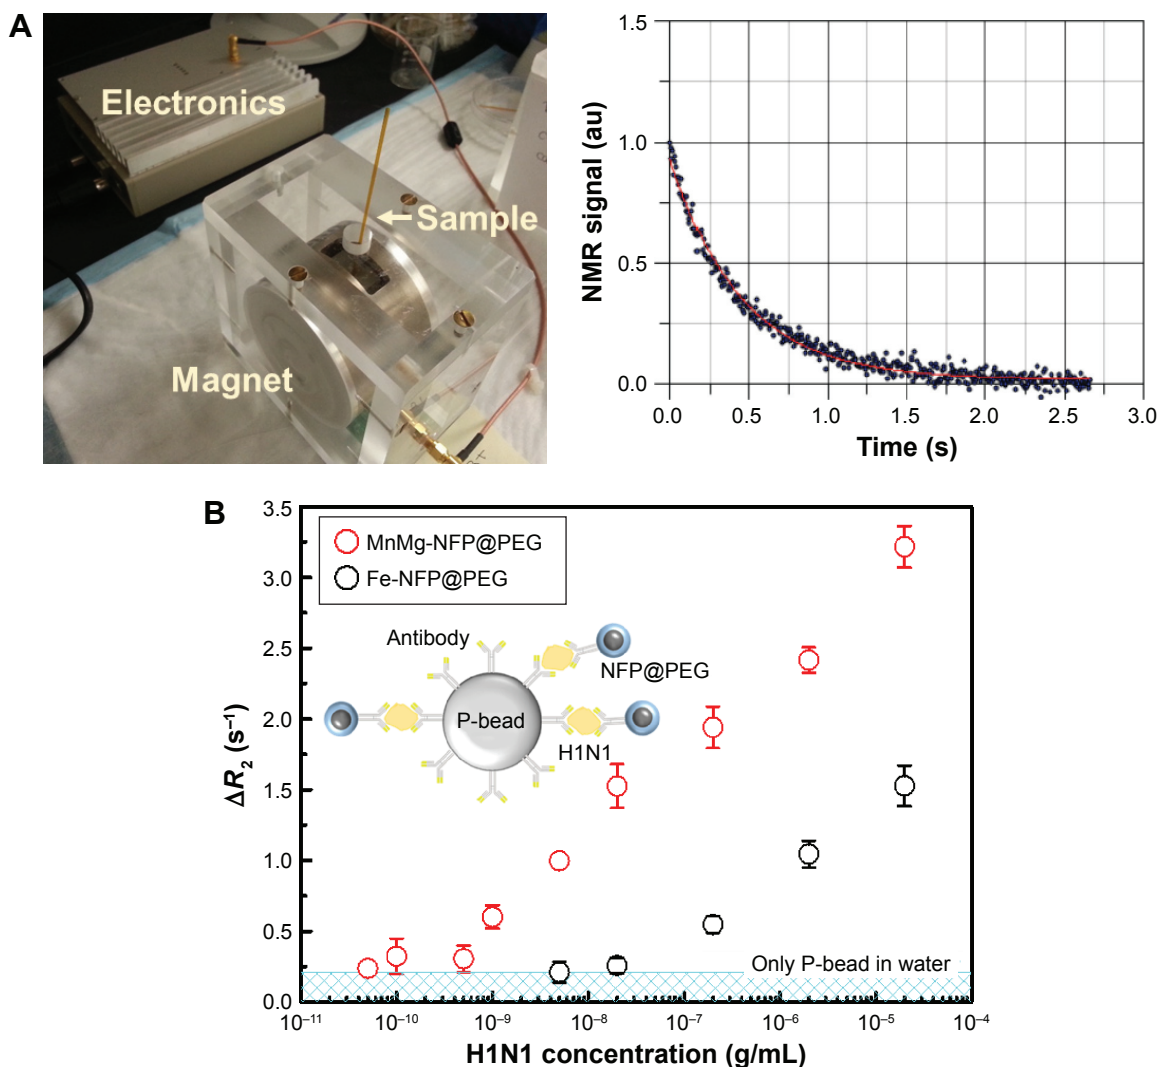 A
Electronics
Sample
Magnet
1.5
1.0
0.5
0.0
NMR signal (au)
0.0 0.5 1.0 1.5 2.0 2.5 3.0
Time (s)
B
3.5
3.0
2.5
2.0
1.5
1.0
0.5
0.0
ΔR₂ (s⁻¹)
MnMg-NFP@PEG
Fe-NFP@PEG
Antibody
NFP@PEG
P-bead
H1N1
Only P-bead in water
10⁻¹¹ 10⁻¹⁰ 10⁻⁹ 10⁻⁸ 10⁻⁷ 10⁻⁶ 10⁻⁵ 10⁻⁴
H1N1 concentration (g/mL)